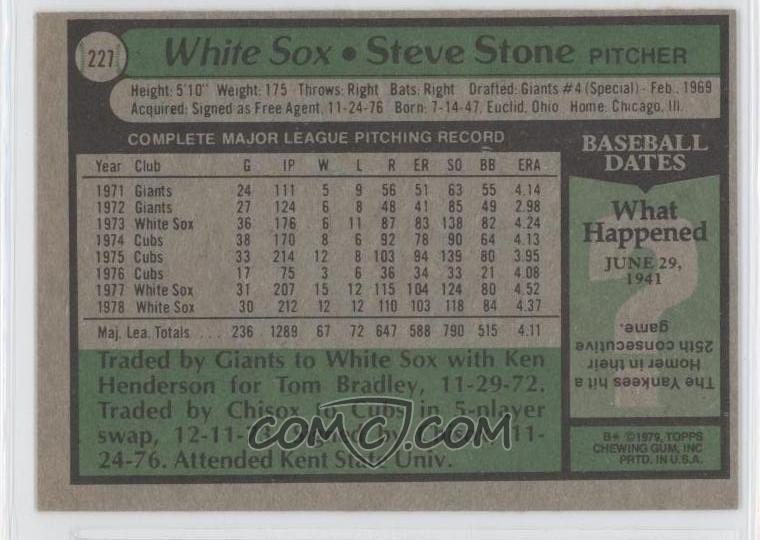 227
White Sox • Steve Stone PITCHER
Height: 5'10" Weight: 175 Throws: Right Bats: Right Drafted: Giants #4 (Special) - Feb., 1969
Acquired: Signed as Free Agent, 11-24-76 Born: 7-14-47, Euclid, Ohio Home: Chicago, Ill.
COMPLETE MAJOR LEAGUE PITCHING RECORD
Year Club G IP W L R ER SO BB ERA
1971 Giants 24 111 5 9 56 51 63 55 4.14
1972 Giants 27 124 6 8 48 41 85 49 2.98
1973 White Sox 36 176 6 11 87 83 138 82 4.24
1974 Cubs 38 170 8 6 92 78 90 64 4.13
1975 Cubs 33 214 12 8 103 94 139 80 3.95
1976 Cubs 17 75 3 6 36 34 33 21 4.08
1977 White Sox 31 207 15 12 115 104 124 80 4.52
1978 White Sox 30 212 12 12 110 103 118 84 4.37
Maj. Lea. Totals .... 236 1289 67 72 647 588 790 515 4.11
Traded by Giants to White Sox with Ken
Henderson for Tom Bradley, 11-29-72.
Traded by Chisox to Cubs in 5-player
swap, 12-11- by 11-
24-76. Attended Kent State Univ.
BASEBALL
DATES
What
Happened
JUNE 29,
1941
The Yankees hit a
Homer in their
25th consecutive
game.
B* ©1979, TOPPS
CHEWING GUM, INC
PRTD. IN U.S.A.
COMC.COM